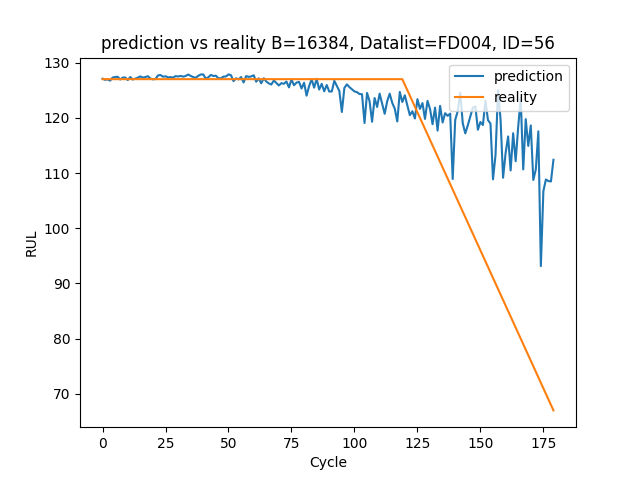 prediction vs reality B=16384, Datalist=FD004, ID=56
prediction
reality
130
120
110
100
90
80
70
RUL
0 25 50 75 100 125 150 175
Cycle